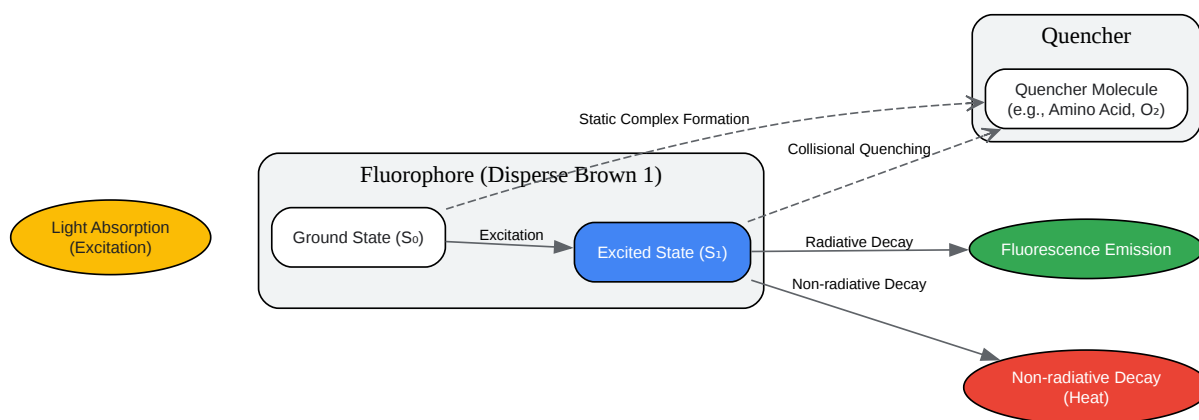 Quencher
Quencher Molecule
(e.g., Amino Acid, O₂)
Static Complex Formation
Collisional Quenching
Fluorophore (Disperse Brown 1)
Light Absorption
(Excitation)
Ground State (S₀)
Excitation
Excited State (S₁)
Radiative Decay
Fluorescence Emission
Non-radiative Decay
Non-radiative Decay
(Heat)